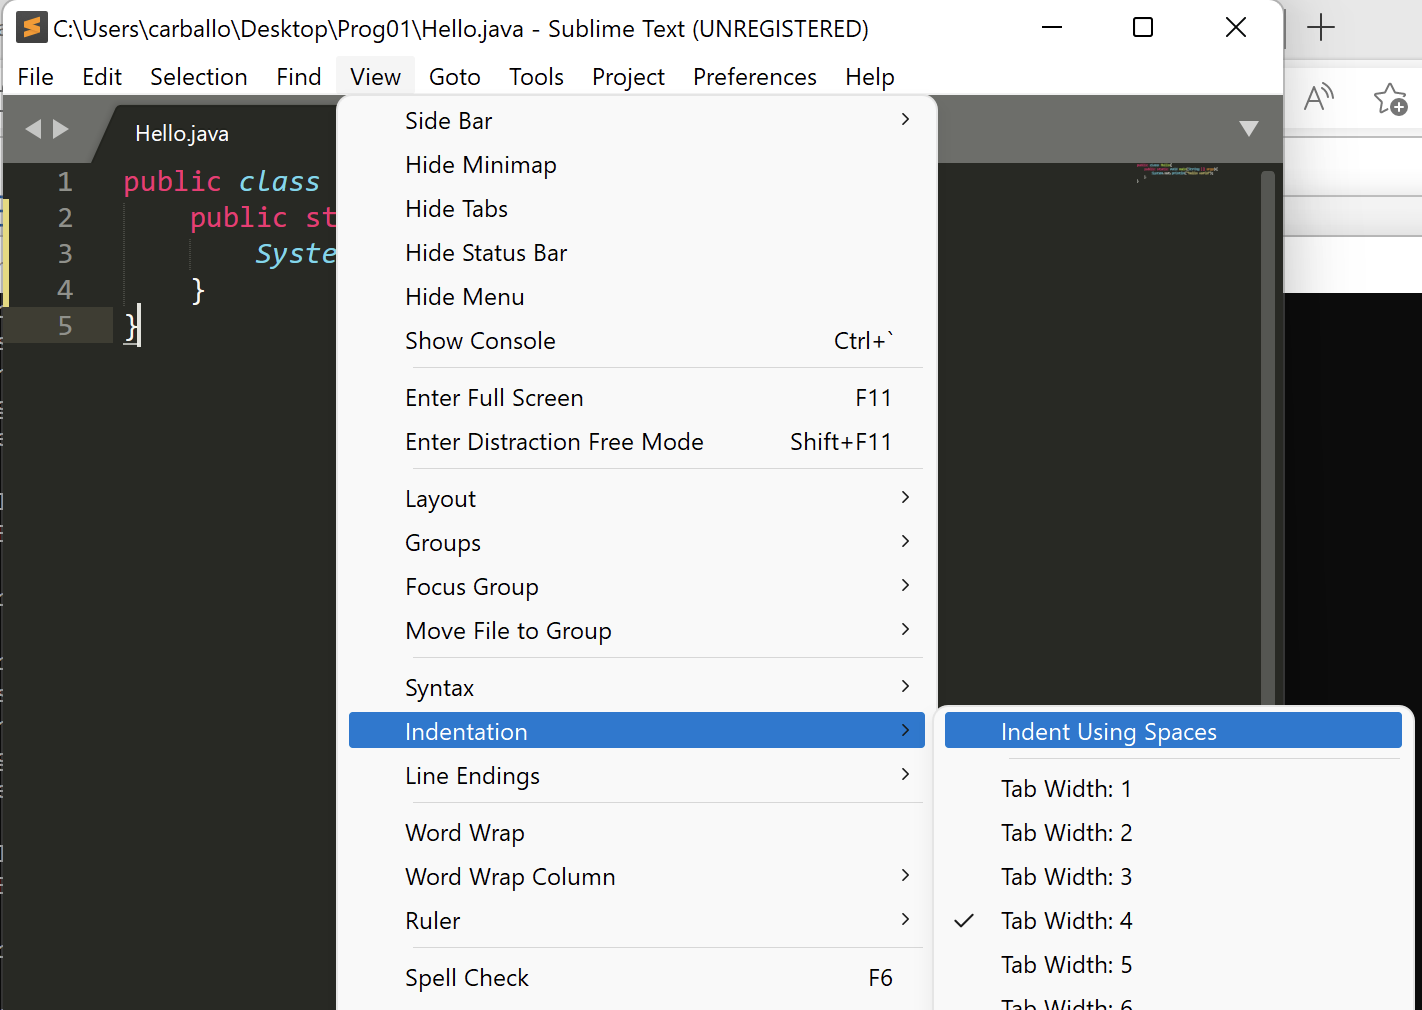 C:\Users\carballo\Desktop\Prog01\Hello.java - Sublime Text (UNREGISTERED)
File Edit Selection Find View Goto Tools Project Preferences Help
Hello.java
1 public class
2 public st
3 Syste
4 }
5 }
Side Bar
Hide Minimap
Hide Tabs
Hide Status Bar
Hide Menu
Show Console Ctrl+`
Enter Full Screen F11
Enter Distraction Free Mode Shift+F11
Layout
Groups
Focus Group
Move File to Group
Syntax
Indentation
Line Endings
Word Wrap
Word Wrap Column
Ruler
Spell Check F6
Indent Using Spaces
Tab Width: 1
Tab Width: 2
Tab Width: 3
Tab Width: 4
Tab Width: 5
Tab Width: 6